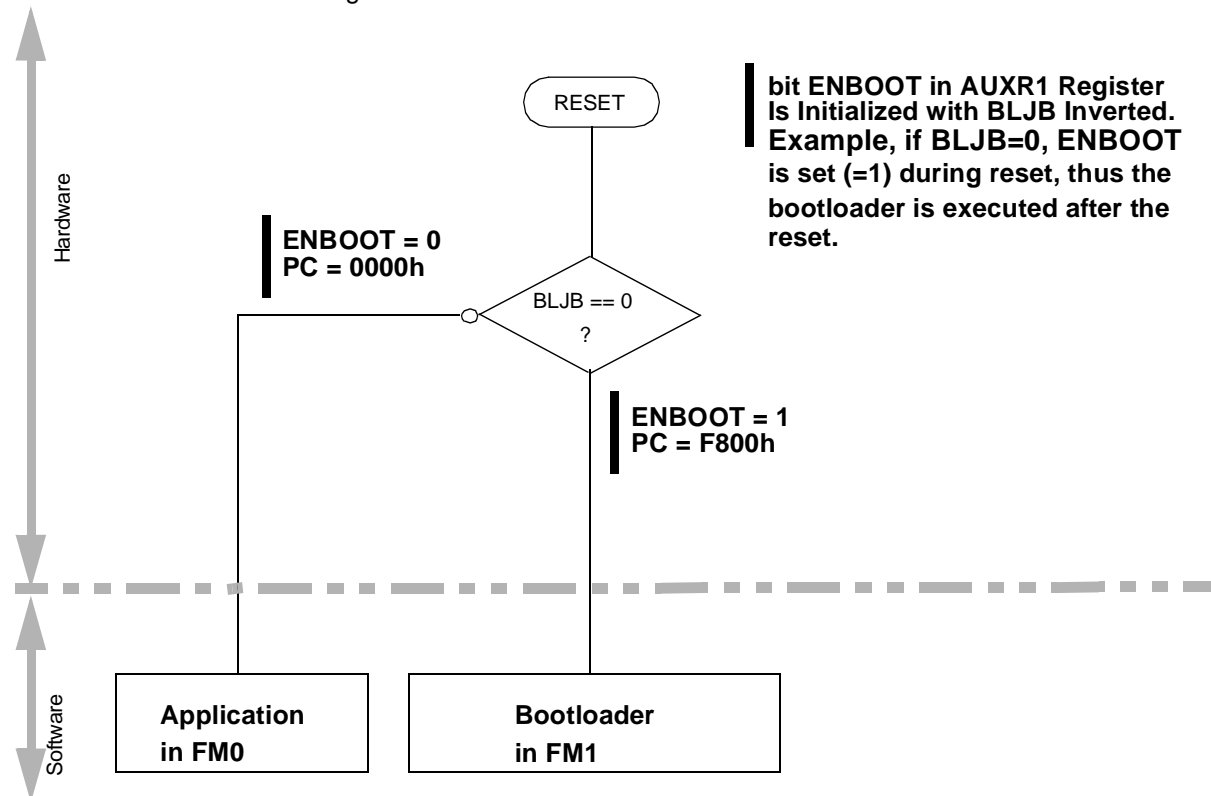 RESET
bit ENBOOT in AUXR1 Register
Is Initialized with BLJB Inverted.
Example, if BLJB=0, ENBOOT
is set (=1) during reset, thus the
bootloader is executed after the
reset.
Hardware
ENBOOT = 0
PC = 0000h
BLJB == 0
?
ENBOOT = 1
PC = F800h
Software
Application
in FM0
Bootloader
in FM1